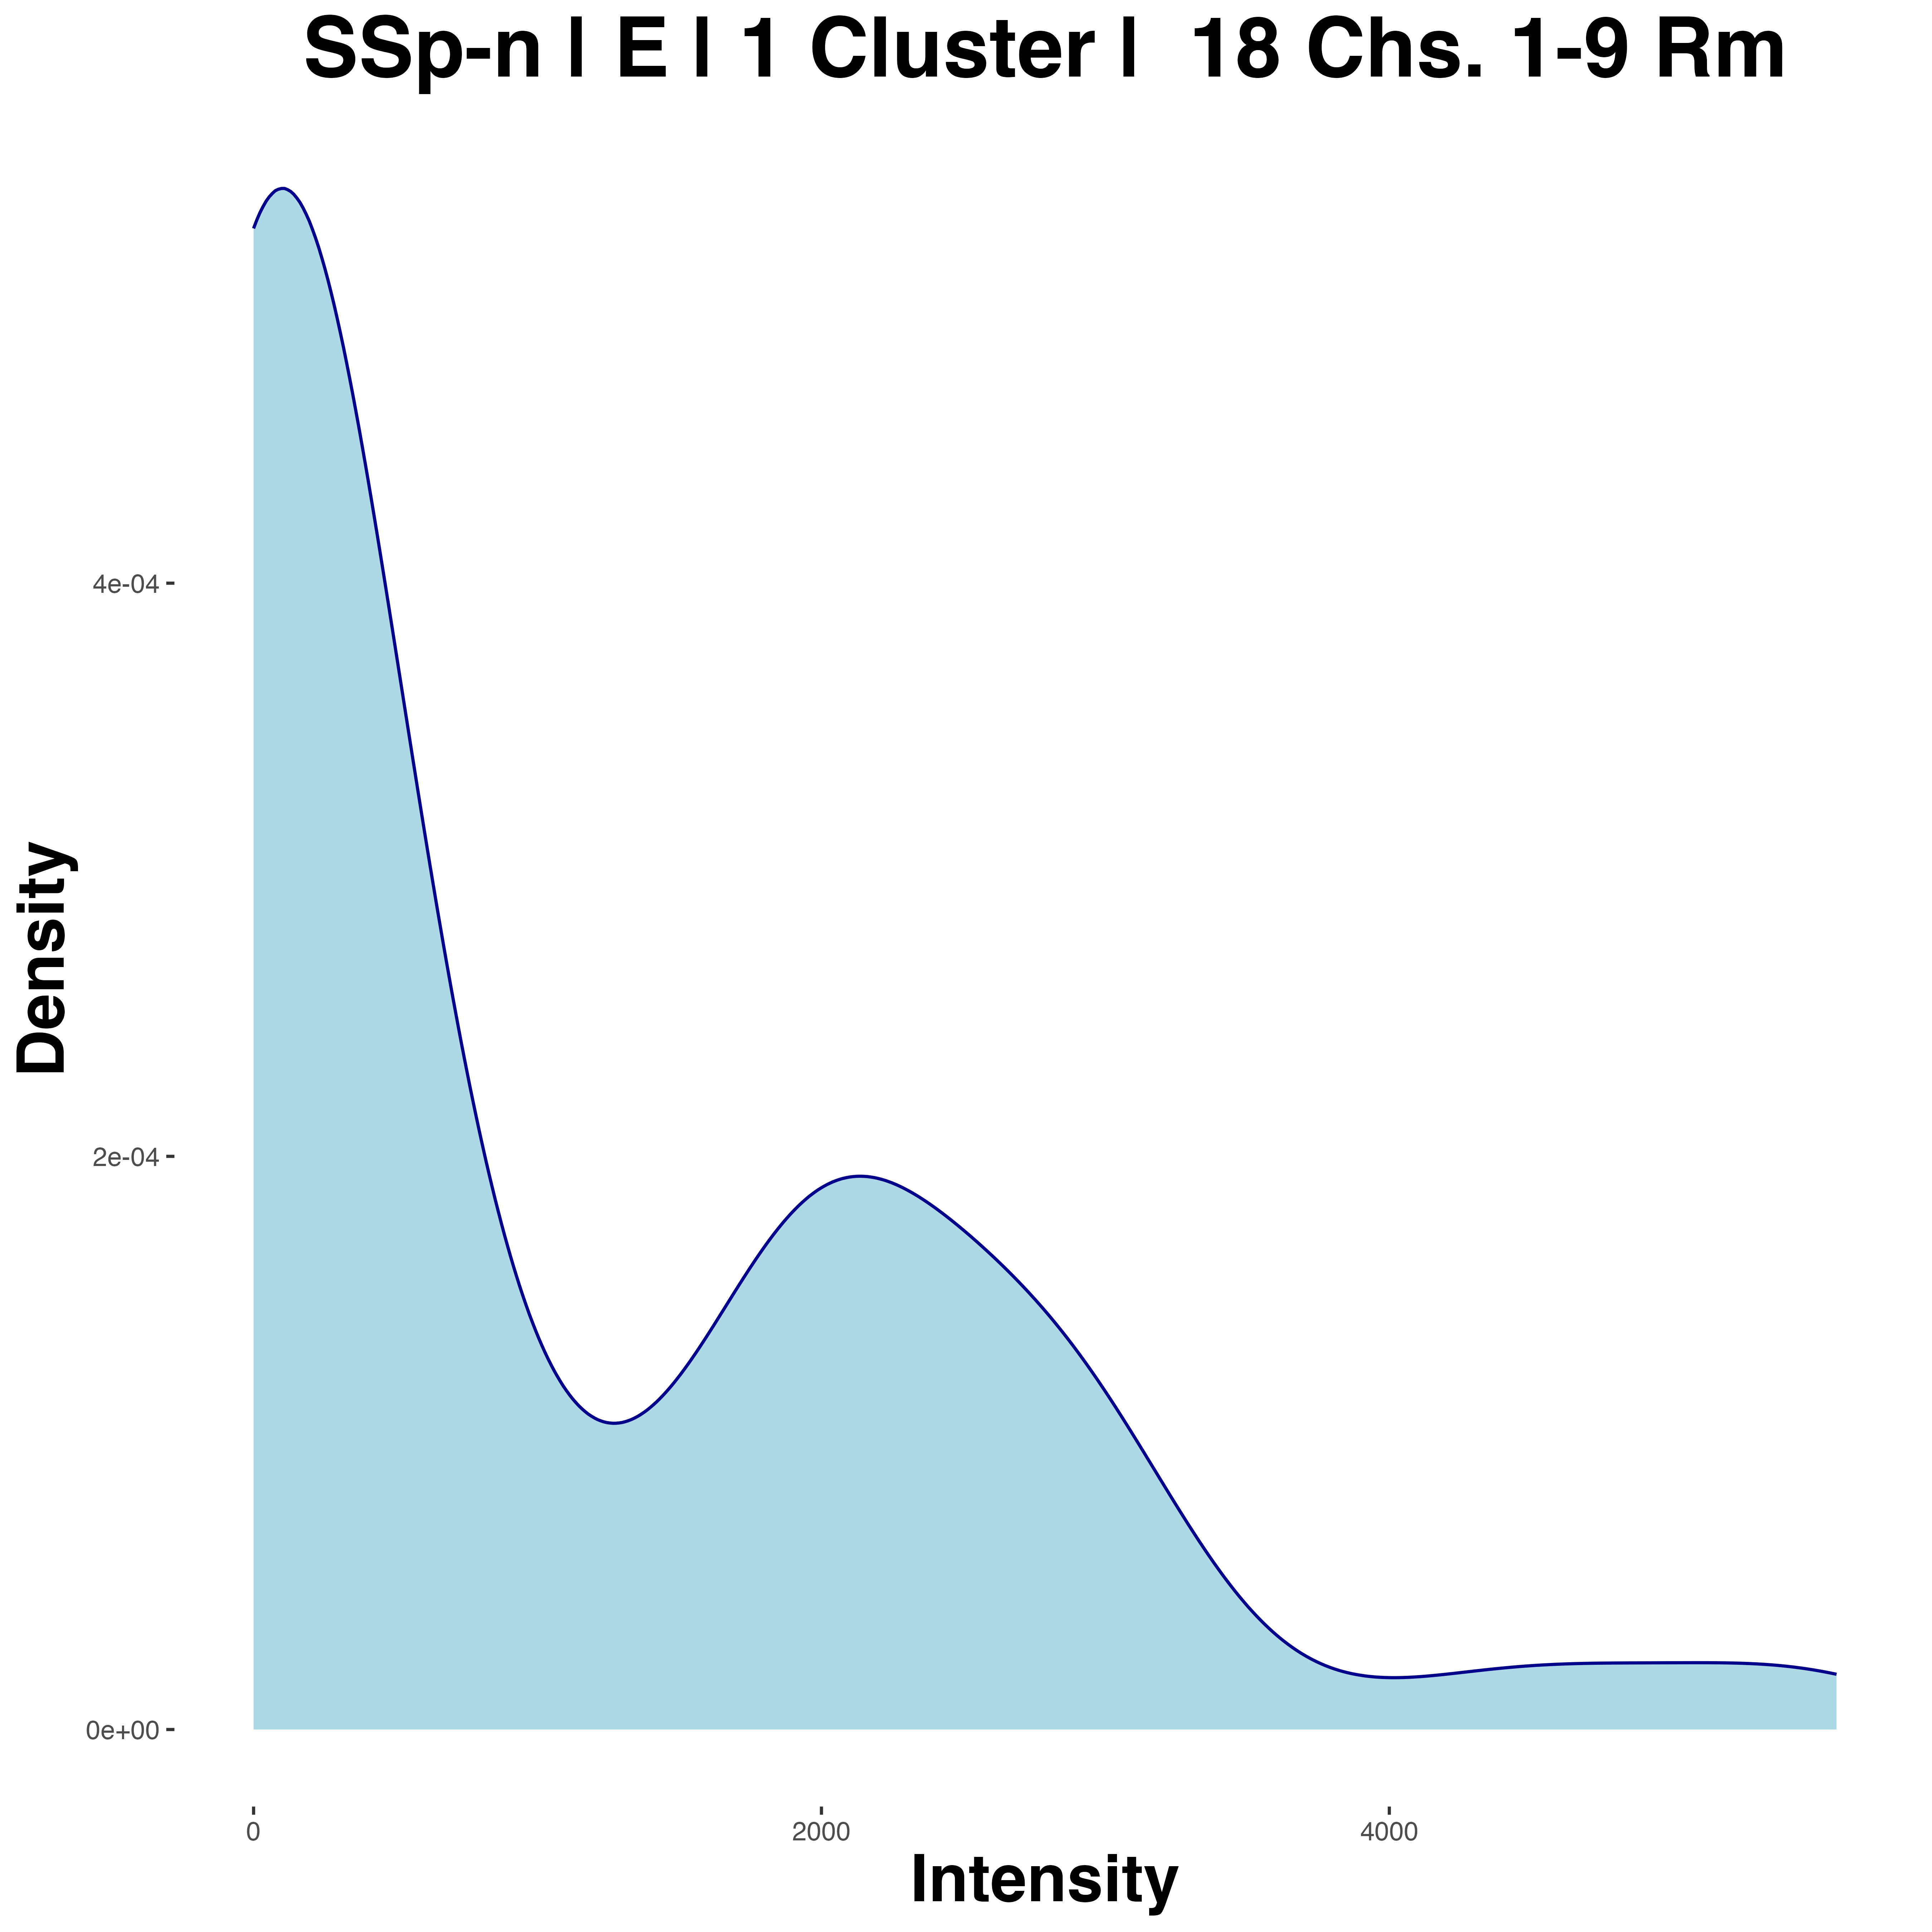 SSp-n | E | 1 Cluster | 18 Chs. 1-9 Rm
Density
4e-04
2e-04
0e+00
0
2000
4000
Intensity